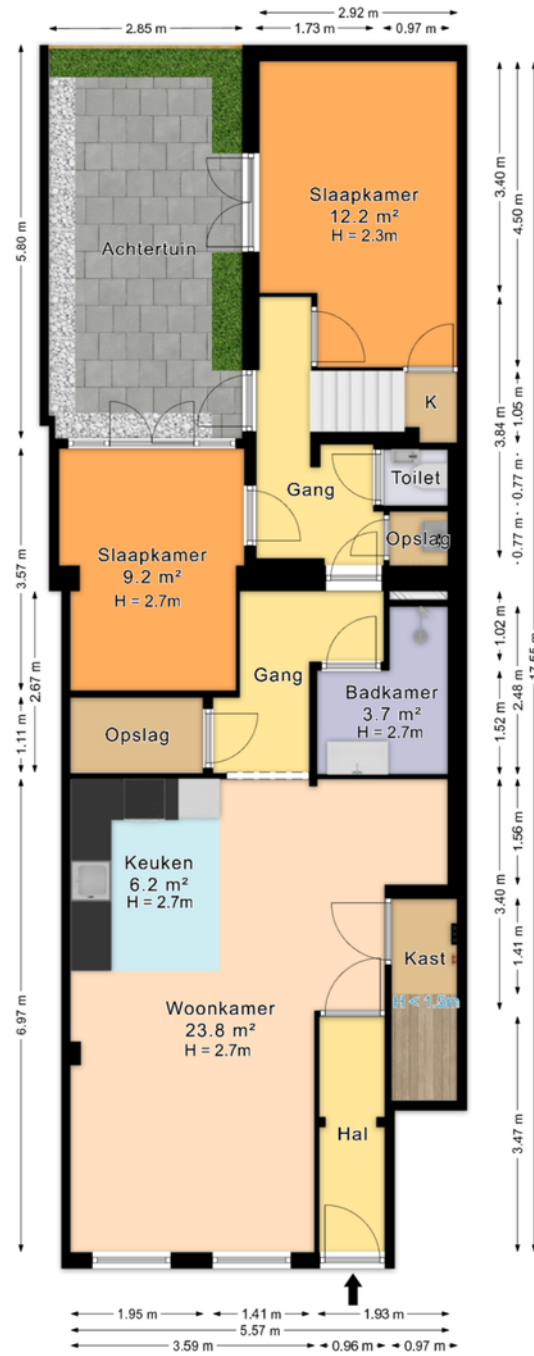 2.92 m
2.85 m
1.73 m
0.97 m
5.80 m
3.40 m
4.50 m
Slaapkamer
12.2 m²
H = 2.3m
Achtertuin
K
3.84 m
1.05 m
Gang
Toilet
0.77 m
Opslag
0.77 m
3.57 m
Slaapkamer
9.2 m²
H = 2.7m
17.55 m
2.67 m
1.02 m
2.48 m
Gang
Badkamer
3.7 m²
H = 2.7m
1.52 m
1.11 m
Opslag
1.56 m
3.40 m
Keuken
6.2 m²
H = 2.7m
1.41 m
Kast
H < 1.5m
6.97 m
Woonkamer
23.8 m²
H = 2.7m
Hal
3.47 m
1.95 m
1.41 m
1.93 m
5.57 m
3.59 m
0.96 m
0.97 m